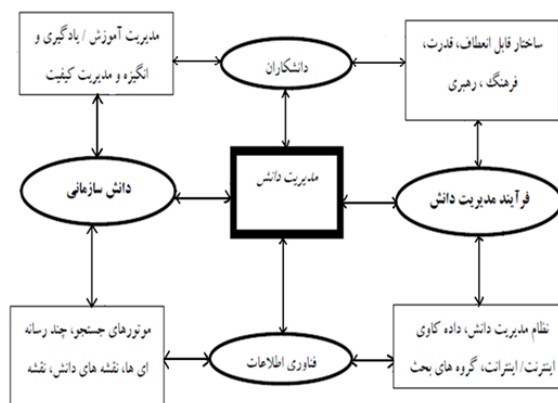 ساختار قابل انعطاف، قدرت،
فرهنگ ، رهبری
دانشکاران
مدیریت آموزش / یادگیری و
انگیزه و مدیریت کیفیت
فرآیند مدیریت دانش
مدیریت دانش
دانش سازمانی
نظام مدیریت دانش، داده کاوی
اینترنت/ اینترانت، گروه های بحث
فناوری اطلاعات
موتورهای جستجو، چند رسانه
ای ها، نقشه های دانش، نقشه